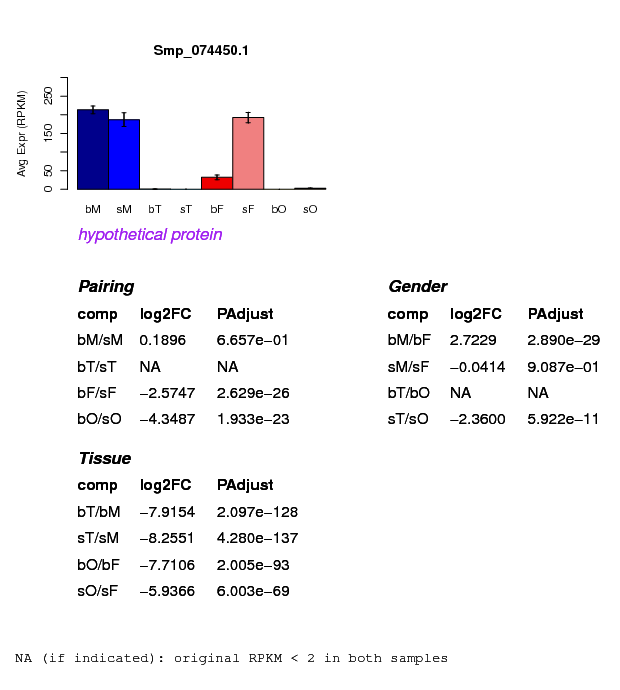 Smp_074450.1
Avg Expr (RPKM)
0 50 150 250
bM sM bT sT bF sF bO sO
hypothetical protein
Pairing
comp log2FC PAdjust
bM/sM 0.1896 6.657e−01
bT/sT NA NA
bF/sF −2.5747 2.629e−26
bO/sO −4.3487 1.933e−23
Gender
comp log2FC PAdjust
bM/bF 2.7229 2.890e−29
sM/sF −0.0414 9.087e−01
bT/bO NA NA
sT/sO −2.3600 5.922e−11
Tissue
comp log2FC PAdjust
bT/bM −7.9154 2.097e−128
sT/sM −8.2551 4.280e−137
bO/bF −7.7106 2.005e−93
sO/sF −5.9366 6.003e−69
NA (if indicated): original RPKM < 2 in both samples